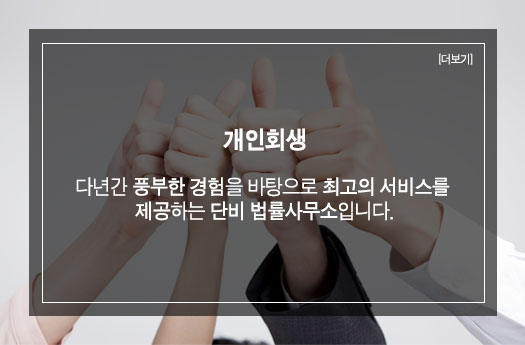 [더보기]
개인회생
다년간 풍부한 경험을 바탕으로 최고의 서비스를
제공하는 단비 법률사무소입니다.